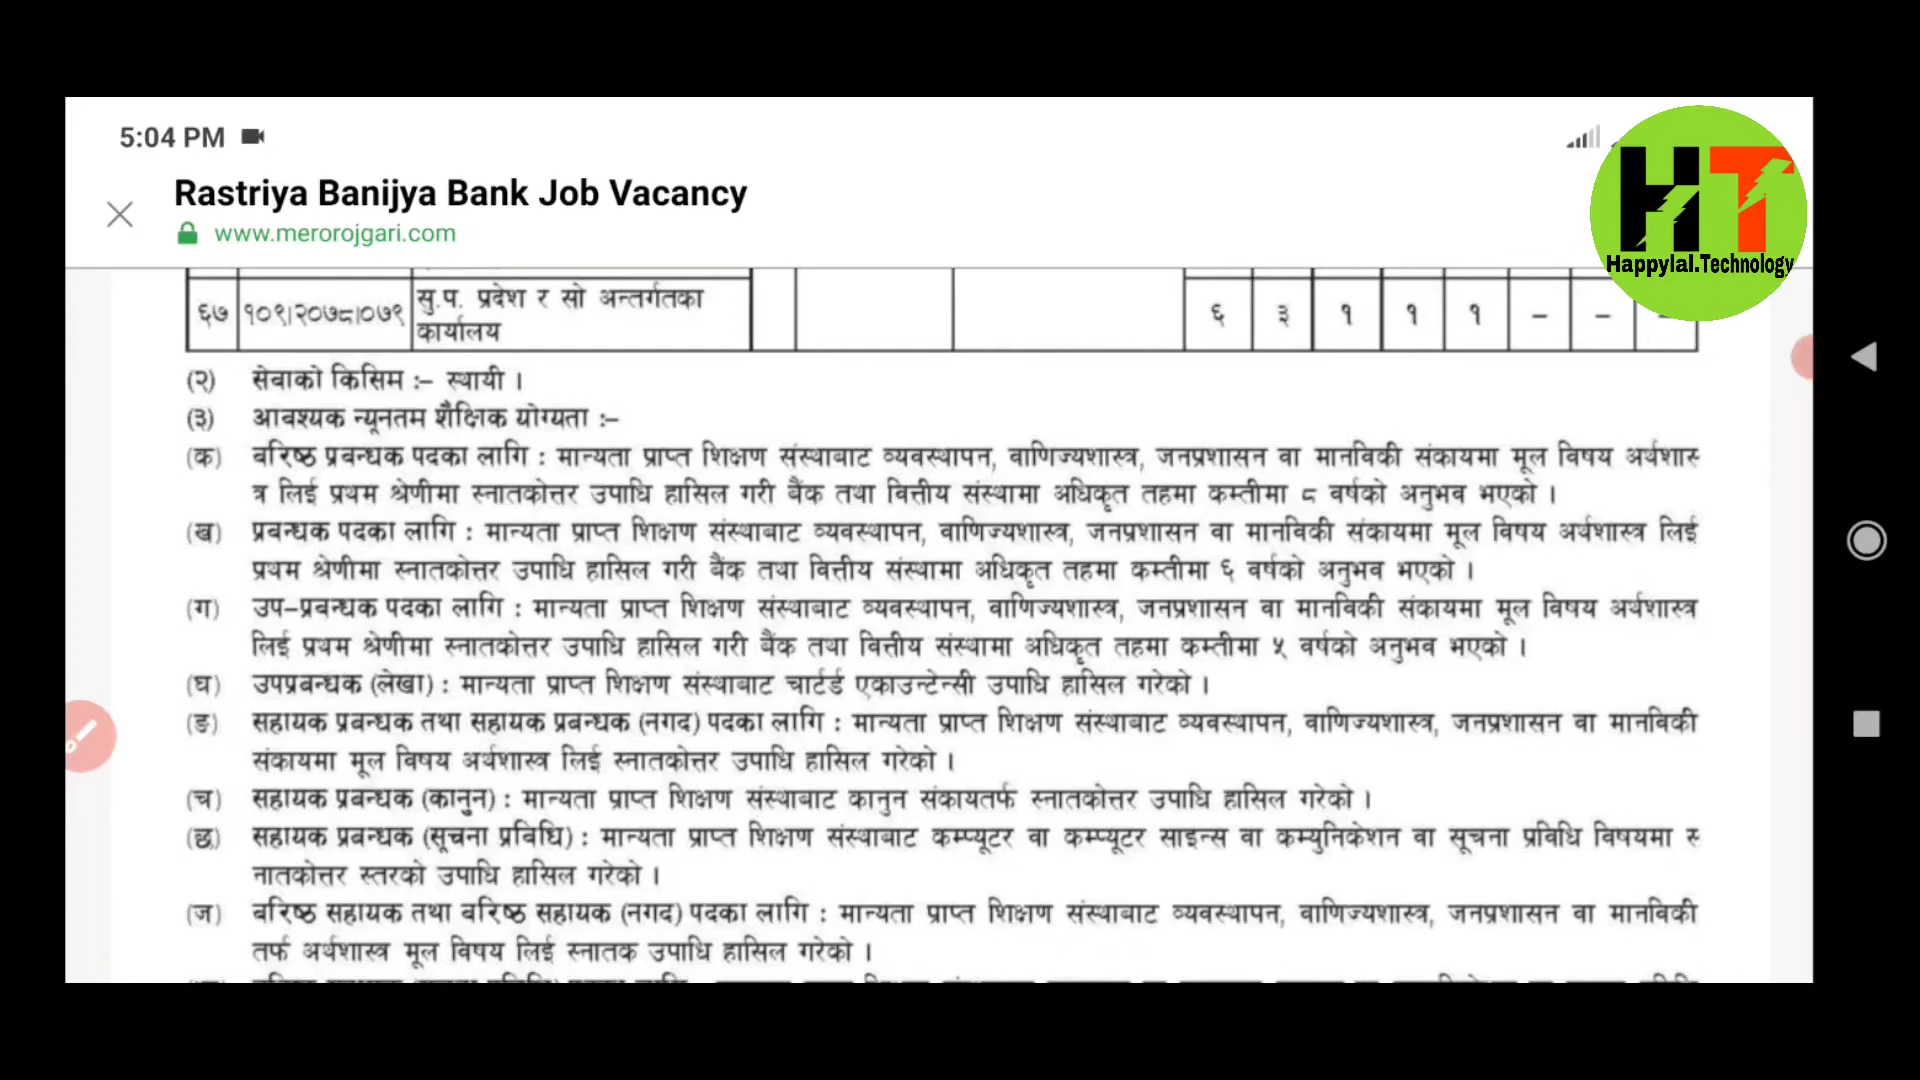 5:04 PM
Rastriya Banijya Bank Job Vacancy
www.merorojgari.com
HT
Happylal.Technology
६७ १०९।२०७८।०७९ सु.प. प्रदेश र सो अन्तर्गतका कार्यालय ६ ३ १ १ १ – –
(२) सेवाको किसिम :– स्थायी ।
(३) आवश्यक न्यूनतम शैक्षिक योग्यता :–
(क) वरिष्ठ प्रबन्धक पदका लागि : मान्यता प्राप्त शिक्षण संस्थाबाट व्यवस्थापन, वाणिज्यशास्त्र, जनप्रशासन वा मानविकी संकायमा मूल विषय अर्थशास
त्र लिई प्रथम श्रेणीमा स्नातकोत्तर उपाधि हासिल गरी बैंक तथा वित्तीय संस्थामा अधिकृत तहमा कम्तीमा ८ वर्षको अनुभव भएको ।
(ख) प्रबन्धक पदका लागि : मान्यता प्राप्त शिक्षण संस्थाबाट व्यवस्थापन, वाणिज्यशास्त्र, जनप्रशासन वा मानविकी संकायमा मूल विषय अर्थशास्त्र लिई
प्रथम श्रेणीमा स्नातकोत्तर उपाधि हासिल गरी बैंक तथा वित्तीय संस्थामा अधिकृत तहमा कम्तीमा ६ वर्षको अनुभव भएको ।
(ग) उप–प्रबन्धक पदका लागि : मान्यता प्राप्त शिक्षण संस्थाबाट व्यवस्थापन, वाणिज्यशास्त्र, जनप्रशासन वा मानविकी संकायमा मूल विषय अर्थशास्त्र
लिई प्रथम श्रेणीमा स्नातकोत्तर उपाधि हासिल गरी बैंक तथा वित्तीय संस्थामा अधिकृत तहमा कम्तीमा ५ वर्षको अनुभव भएको ।
(घ) उपप्रबन्धक (लेखा) : मान्यता प्राप्त शिक्षण संस्थाबाट चार्टर्ड एकाउन्टेन्सी उपाधि हासिल गरेको ।
(ङ) सहायक प्रबन्धक तथा सहायक प्रबन्धक (नगद) पदका लागि : मान्यता प्राप्त शिक्षण संस्थाबाट व्यवस्थापन, वाणिज्यशास्त्र, जनप्रशासन वा मानविकी
संकायमा मूल विषय अर्थशास्त्र लिई स्नातकोत्तर उपाधि हासिल गरेको ।
(च) सहायक प्रबन्धक (कानुन) : मान्यता प्राप्त शिक्षण संस्थाबाट कानुन संकायतर्फ स्नातकोत्तर उपाधि हासिल गरेको ।
(छ) सहायक प्रबन्धक (सूचना प्रविधि) : मान्यता प्राप्त शिक्षण संस्थाबाट कम्प्यूटर वा कम्प्यूटर साइन्स वा कम्युनिकेशन वा सूचना प्रविधि विषयमा स्
नातकोत्तर स्तरको उपाधि हासिल गरेको ।
(ज) वरिष्ठ सहायक तथा वरिष्ठ सहायक (नगद) पदका लागि : मान्यता प्राप्त शिक्षण संस्थाबाट व्यवस्थापन, वाणिज्यशास्त्र, जनप्रशासन वा मानविकी
तर्फ अर्थशास्त्र मूल विषय लिई स्नातक उपाधि हासिल गरेको ।